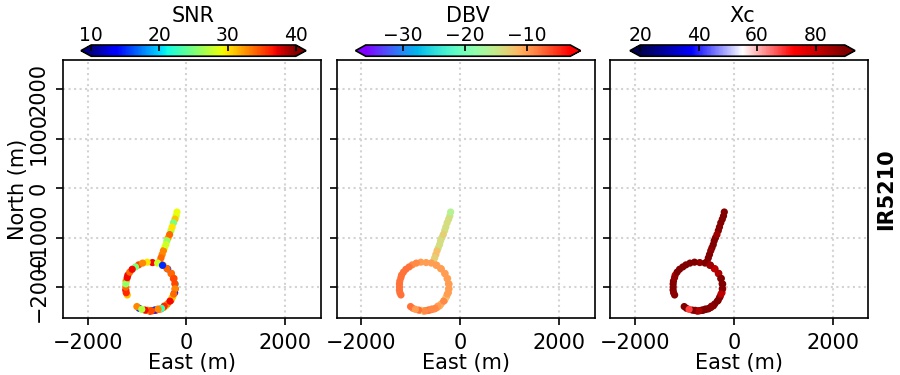 SNR DBV Xc
10 20 30 40 −30 −20 −10 20 40 60 80
2000
1000
0
−1000
−2000
North (m)
−2000 0 2000 −2000 0 2000 −2000 0 2000
East (m) East (m) East (m)
IR5210